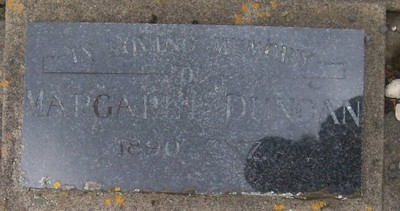 IN LOVING MEMORY
OF
MARGARET DUNCAN
1890